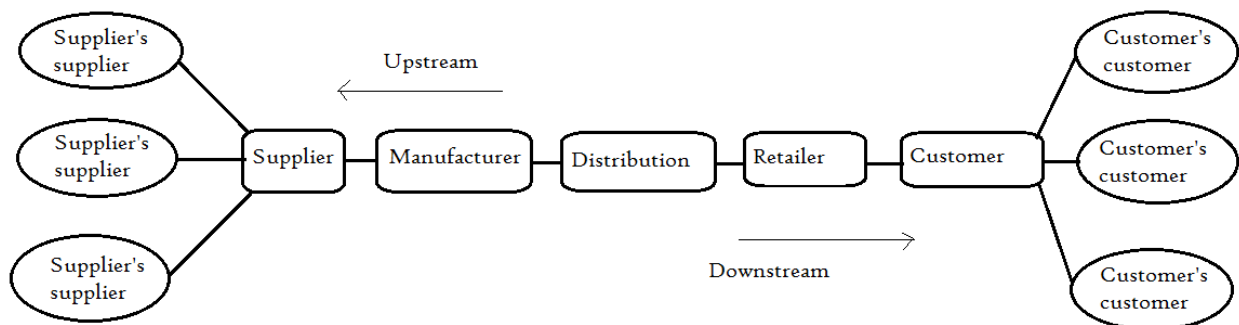 Supplier's
supplier
Upstream
Customer's
customer
Supplier's
supplier
Supplier
Manufacturer
Distribution
Retailer
Customer
Customer's
customer
Downstream
Supplier's
supplier
Customer's
customer